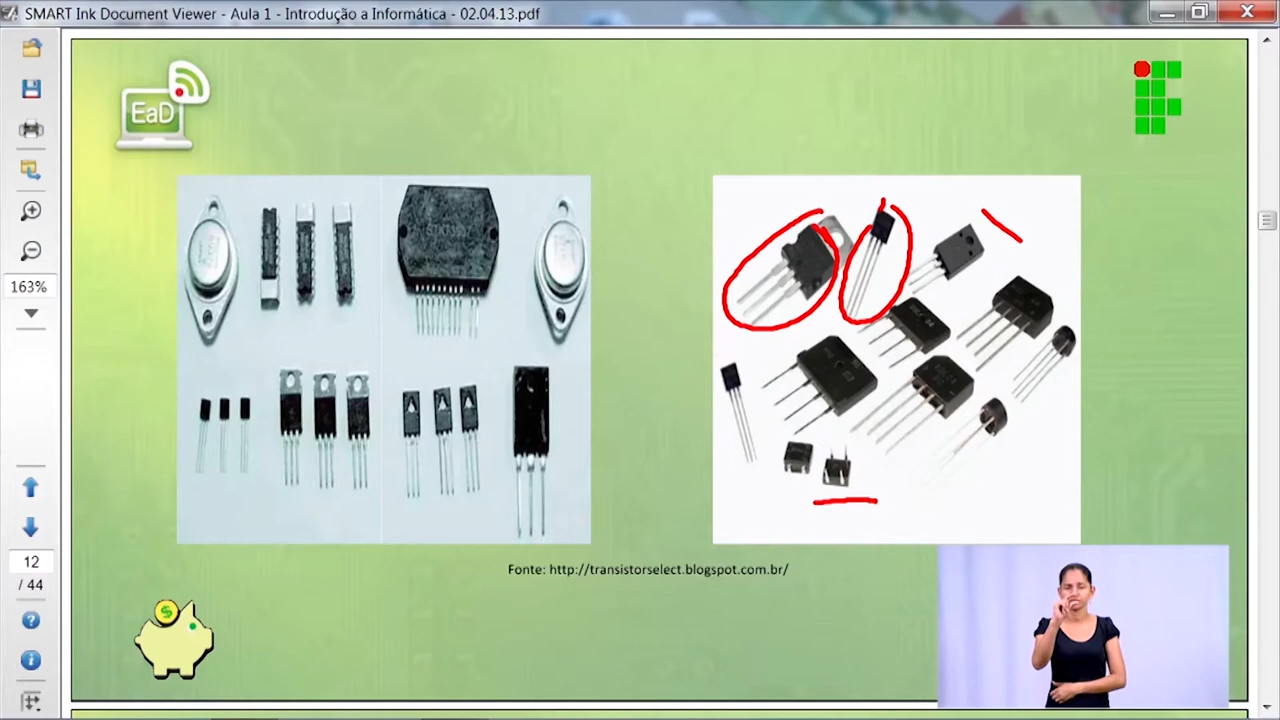 SMART Ink Document Viewer - Aula 1 - Introdução a Informática - 02.04.13.pdf
EaD
163%
12
/ 44
Fonte: http://transistorselect.blogspot.com.br/
$